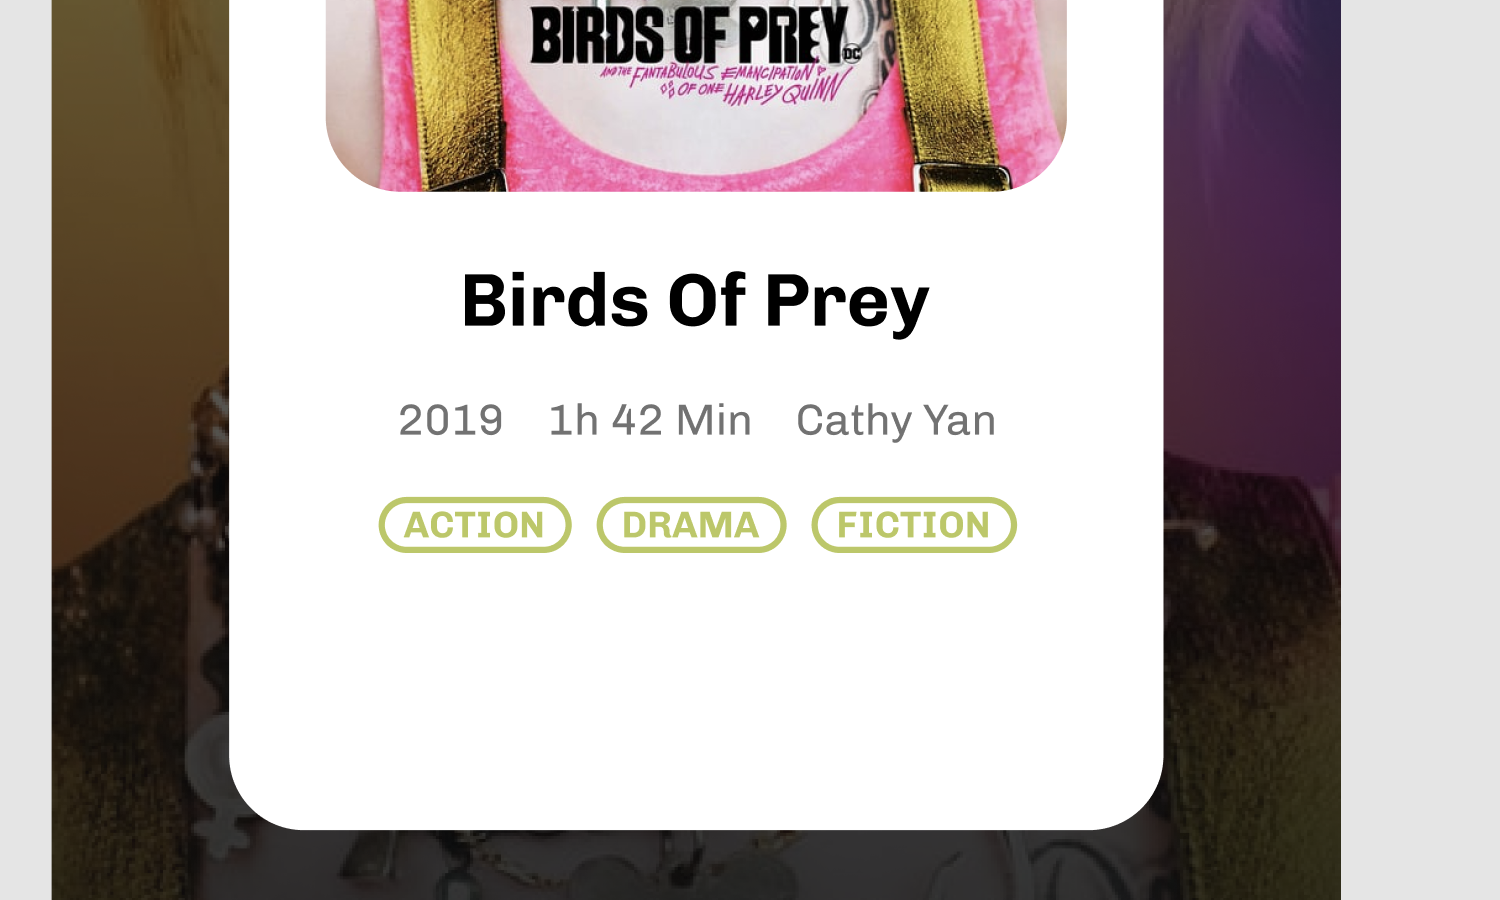 BIRDS OF PREY DC
AND THE FANTABULOUS EMANCIPATION
OF ONE HARLEY QUINN
Birds Of Prey
2019 1h 42 Min Cathy Yan
ACTION DRAMA FICTION